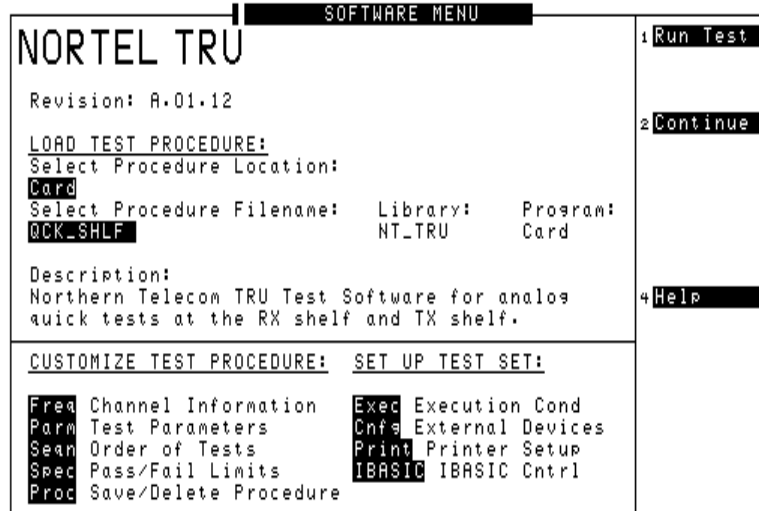 SOFTWARE MENU
NORTEL TRU
Revision: A.01.12
LOAD TEST PROCEDURE:
Select Procedure Location:
Card
Select Procedure Filename: Library: Program:
QCK_SHLF NT_TRU Card
Description:
Northern Telecom TRU Test Software for analog
quick tests at the RX shelf and TX shelf.
CUSTOMIZE TEST PROCEDURE: SET UP TEST SET:
Freq Channel Information Exec Execution Cond
Parm Test Parameters Cnfg External Devices
Seqn Order of Tests Print Printer Setup
Spec Pass/Fail Limits IBASIC IBASIC Cntrl
Proc Save/Delete Procedure
1 Run Test
2 Continue
4 Help